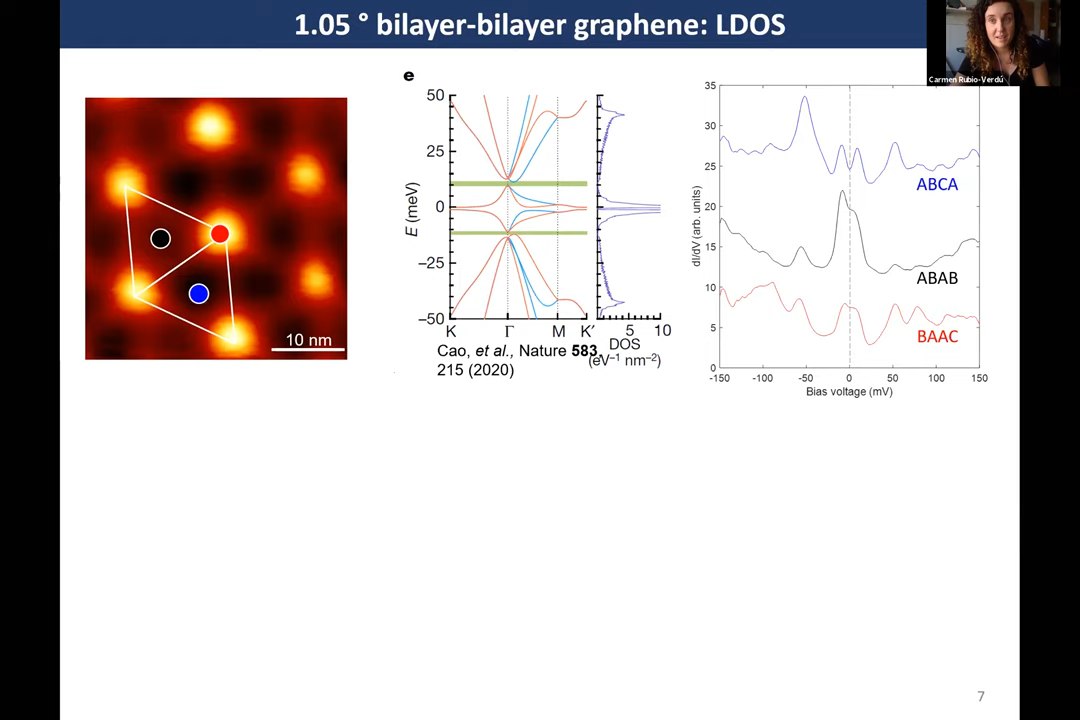 1.05 ° bilayer-bilayer graphene: LDOS
Carmen Rubio-Verdú
10 nm
e
50
25
0
−25
−50
E (meV)
K Γ M K′
5 10
DOS
(eV⁻¹ nm⁻²)
Cao, et al., Nature 583,
215 (2020)
35
30
25
20
15
10
5
0
dI/dV (arb. units)
ABCA
ABAB
BAAC
-150 -100 -50 0 50 100 150
Bias voltage (mV)
7